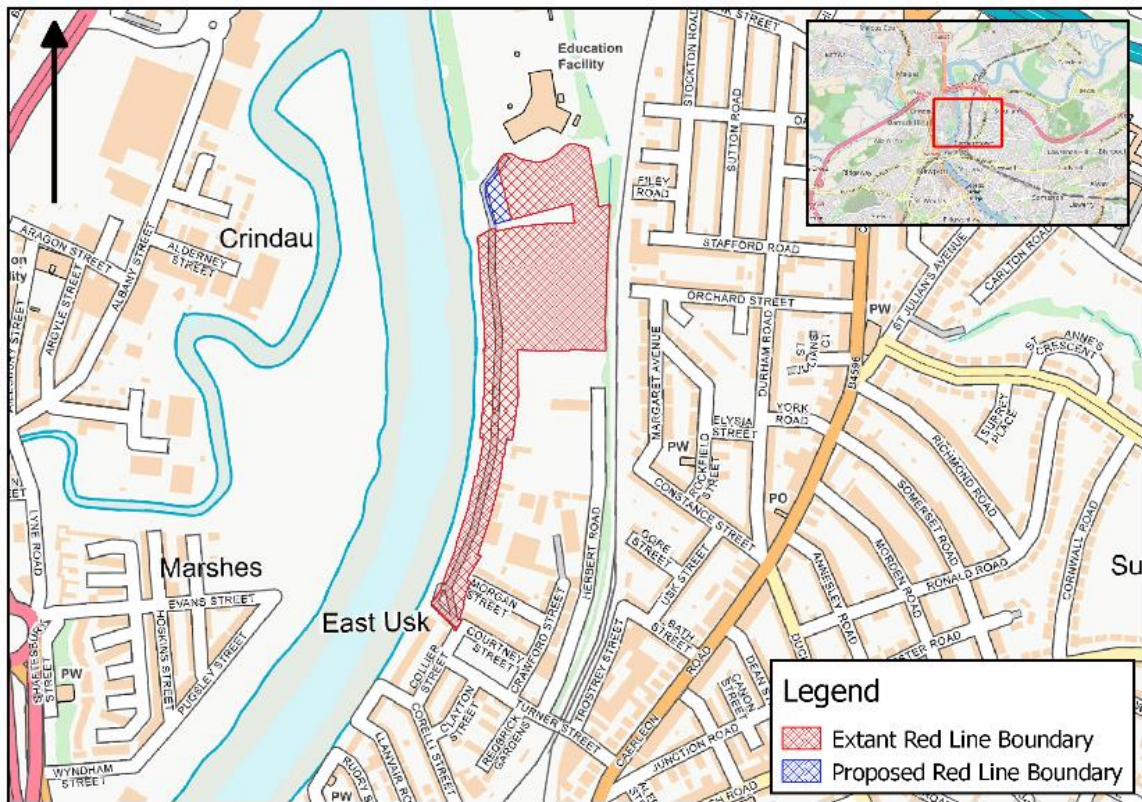 Education
Facility
STOCKTON ROAD
SUTTON ROAD
FILEY
ROAD
STAFFORD ROAD
ORCHARD STREET
PW
ST JULIAN'S AVENUE
CARLTON ROAD
ST ANNE'S
CRESCENT
SURREY
PLACE
ARAGON STREET
ALDERNEY
STREET
ARGYLE STREET
ALBANY STREET
Crindau
MARGARET AVENUE
DURHAM ROAD
B4596
ELYSIA
STREET
YORK
ROAD
PW
ROCKFIELD
STREET
PO
CONSTANCE STREET
RICHMOND ROAD
SOMERSET ROAD
MORDEN ROAD
ANNESLEY ROAD
RONALD ROAD
CORNWALL ROAD
GORE
STREET
USK STREET
BATH
STREET
HERBERT ROAD
LYNE ROAD
Marshes
EVANS STREET
HOSKINS STREET
PUGSLEY STREET
SHAFTESBURY
STREET
PW
WYNDHAM
STREET
East Usk
MORGAN
STREET
COURTNEY
STREET
CRAWFORD STREET
COLLIER
STREET
CLAYTON
STREET
CORELLI STREET
LLANVAIR
REDBRICK
GARDENS
TURNER STREET
TROSTREY STREET
CAERLEON
ROAD
DEAN
CANON
STREET
JUNCTION ROAD
RUDRY
PW
Su
Legend
Extant Red Line Boundary
Proposed Red Line Boundary